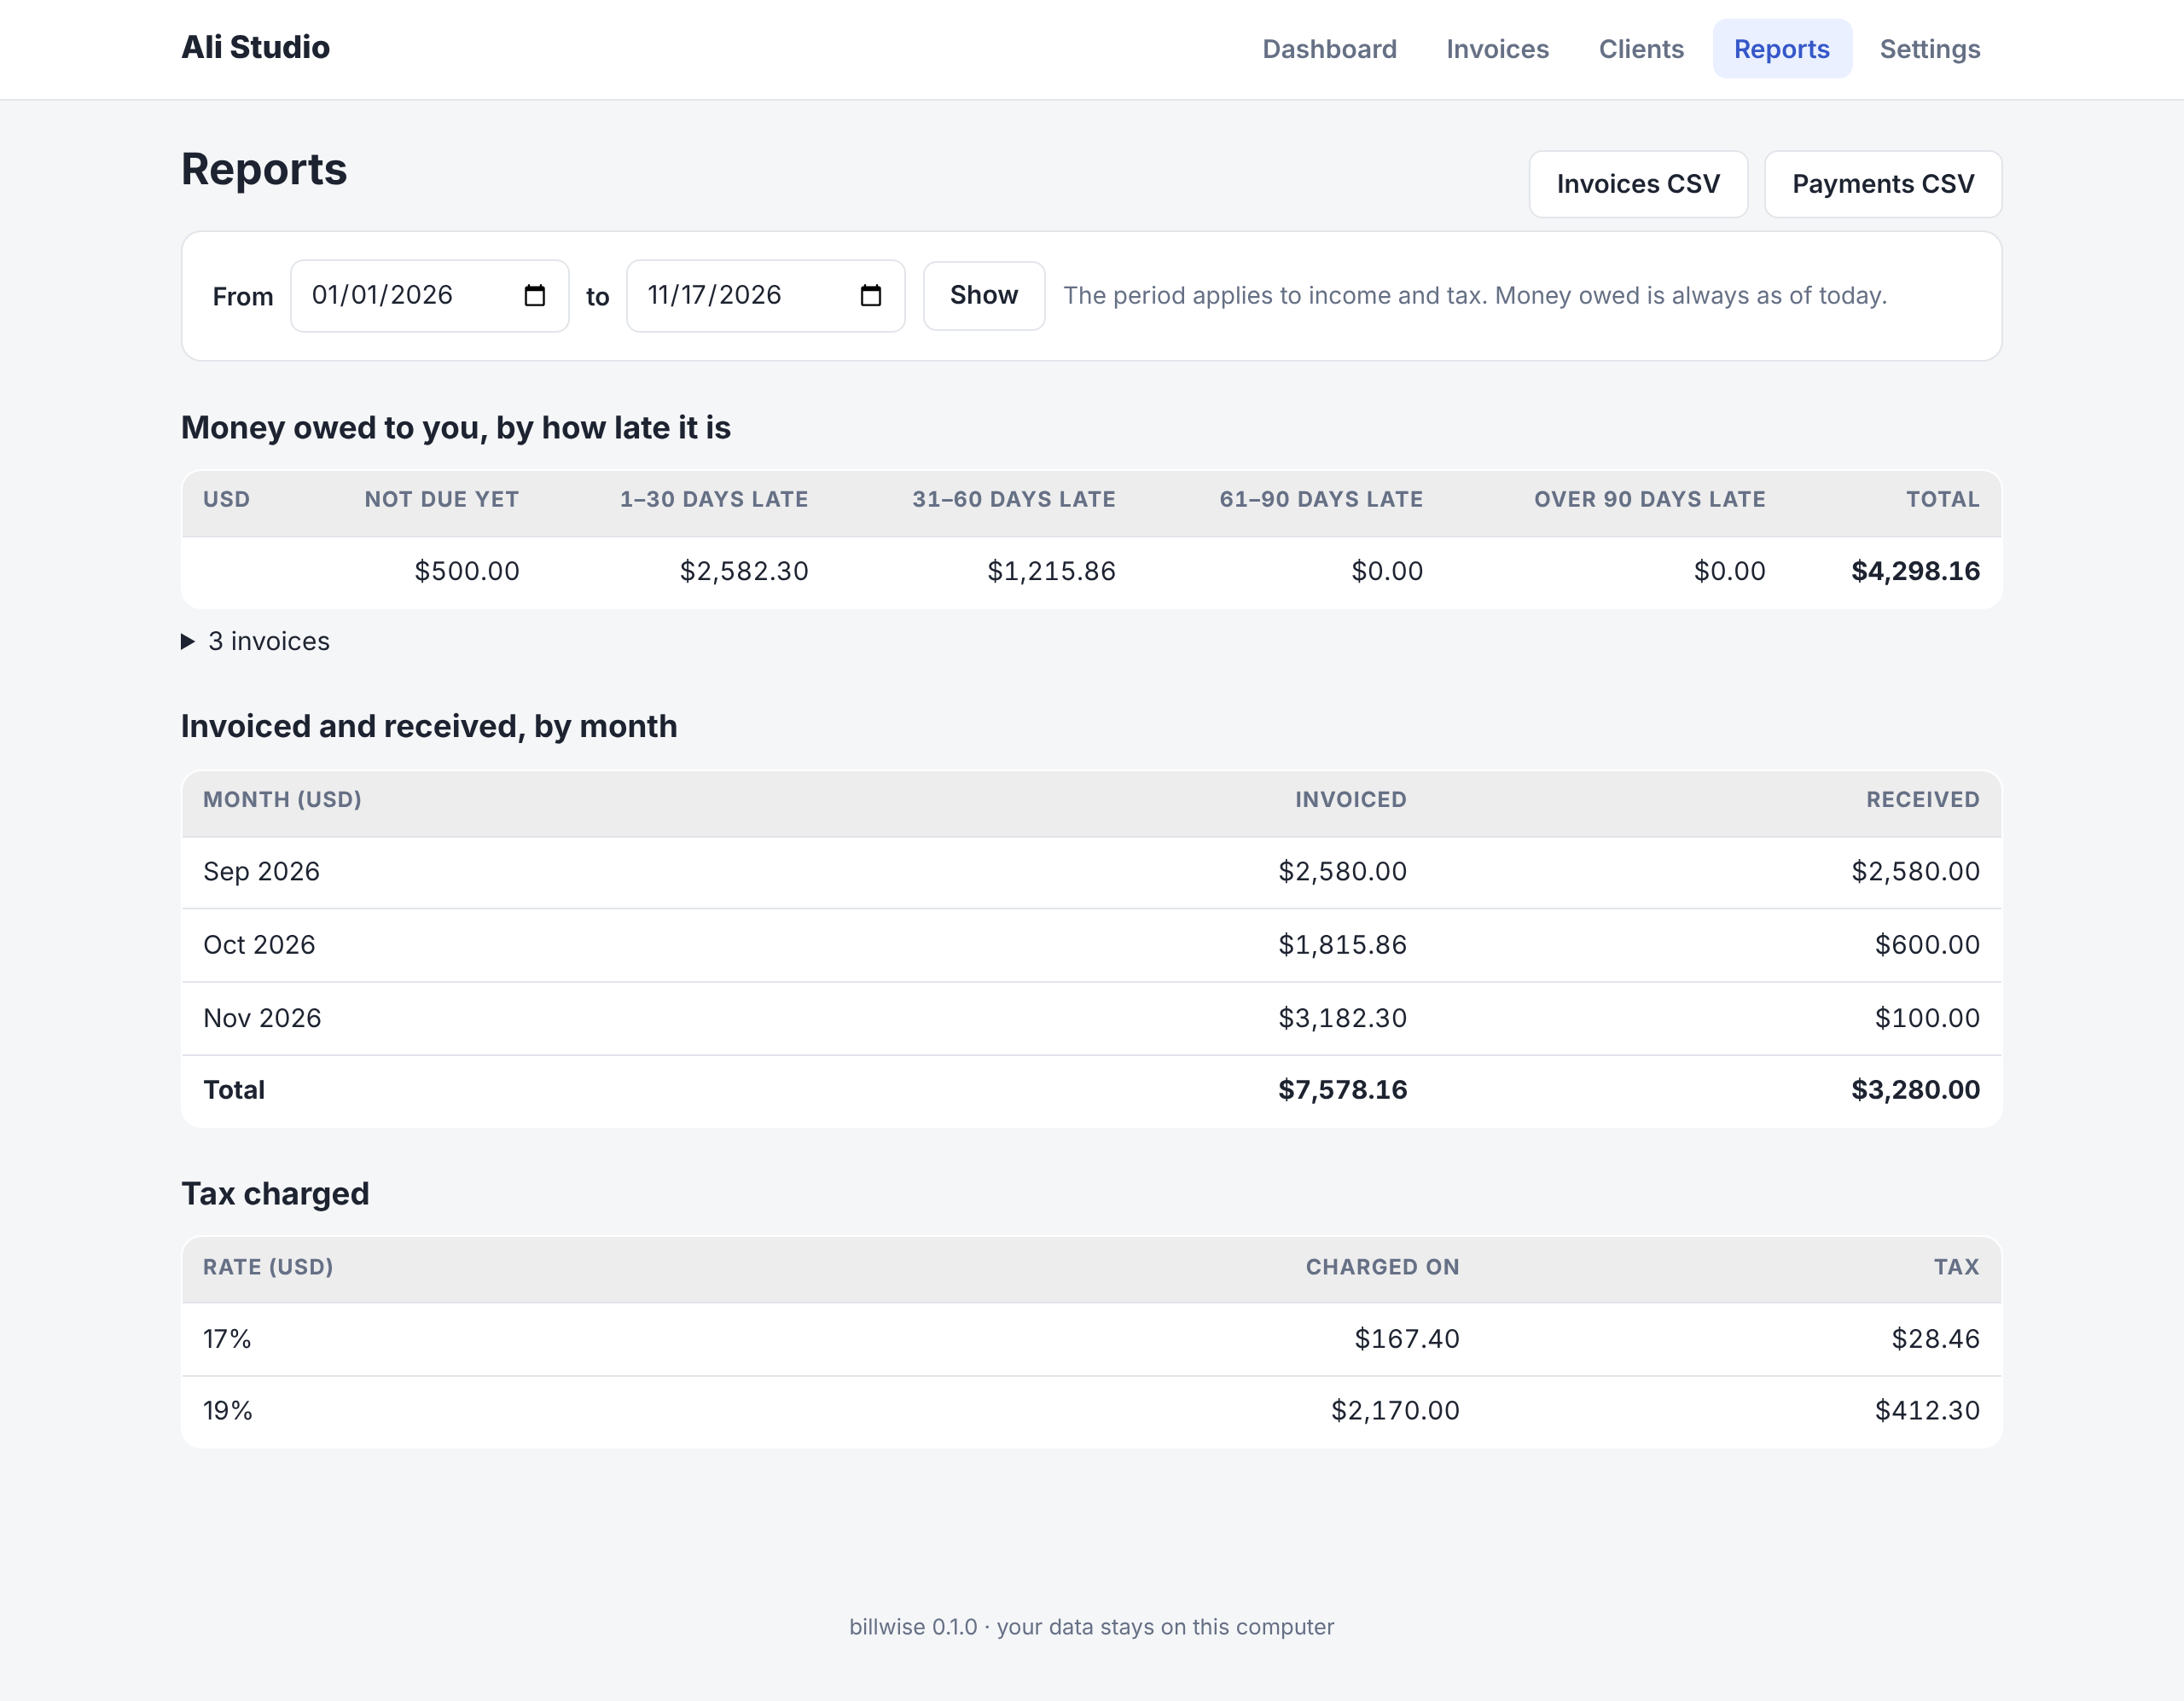 Ali Studio
Dashboard Invoices Clients Reports Settings
Reports
Invoices CSV Payments CSV
From 01/01/2026 to 11/17/2026 Show The period applies to income and tax. Money owed is always as of today.
Money owed to you, by how late it is
USD NOT DUE YET 1–30 DAYS LATE 31–60 DAYS LATE 61–90 DAYS LATE OVER 90 DAYS LATE TOTAL
$500.00 $2,582.30 $1,215.86 $0.00 $0.00 $4,298.16
3 invoices
Invoiced and received, by month
MONTH (USD) INVOICED RECEIVED
Sep 2026 $2,580.00 $2,580.00
Oct 2026 $1,815.86 $600.00
Nov 2026 $3,182.30 $100.00
Total $7,578.16 $3,280.00
Tax charged
RATE (USD) CHARGED ON TAX
17% $167.40 $28.46
19% $2,170.00 $412.30
billwise 0.1.0 · your data stays on this computer